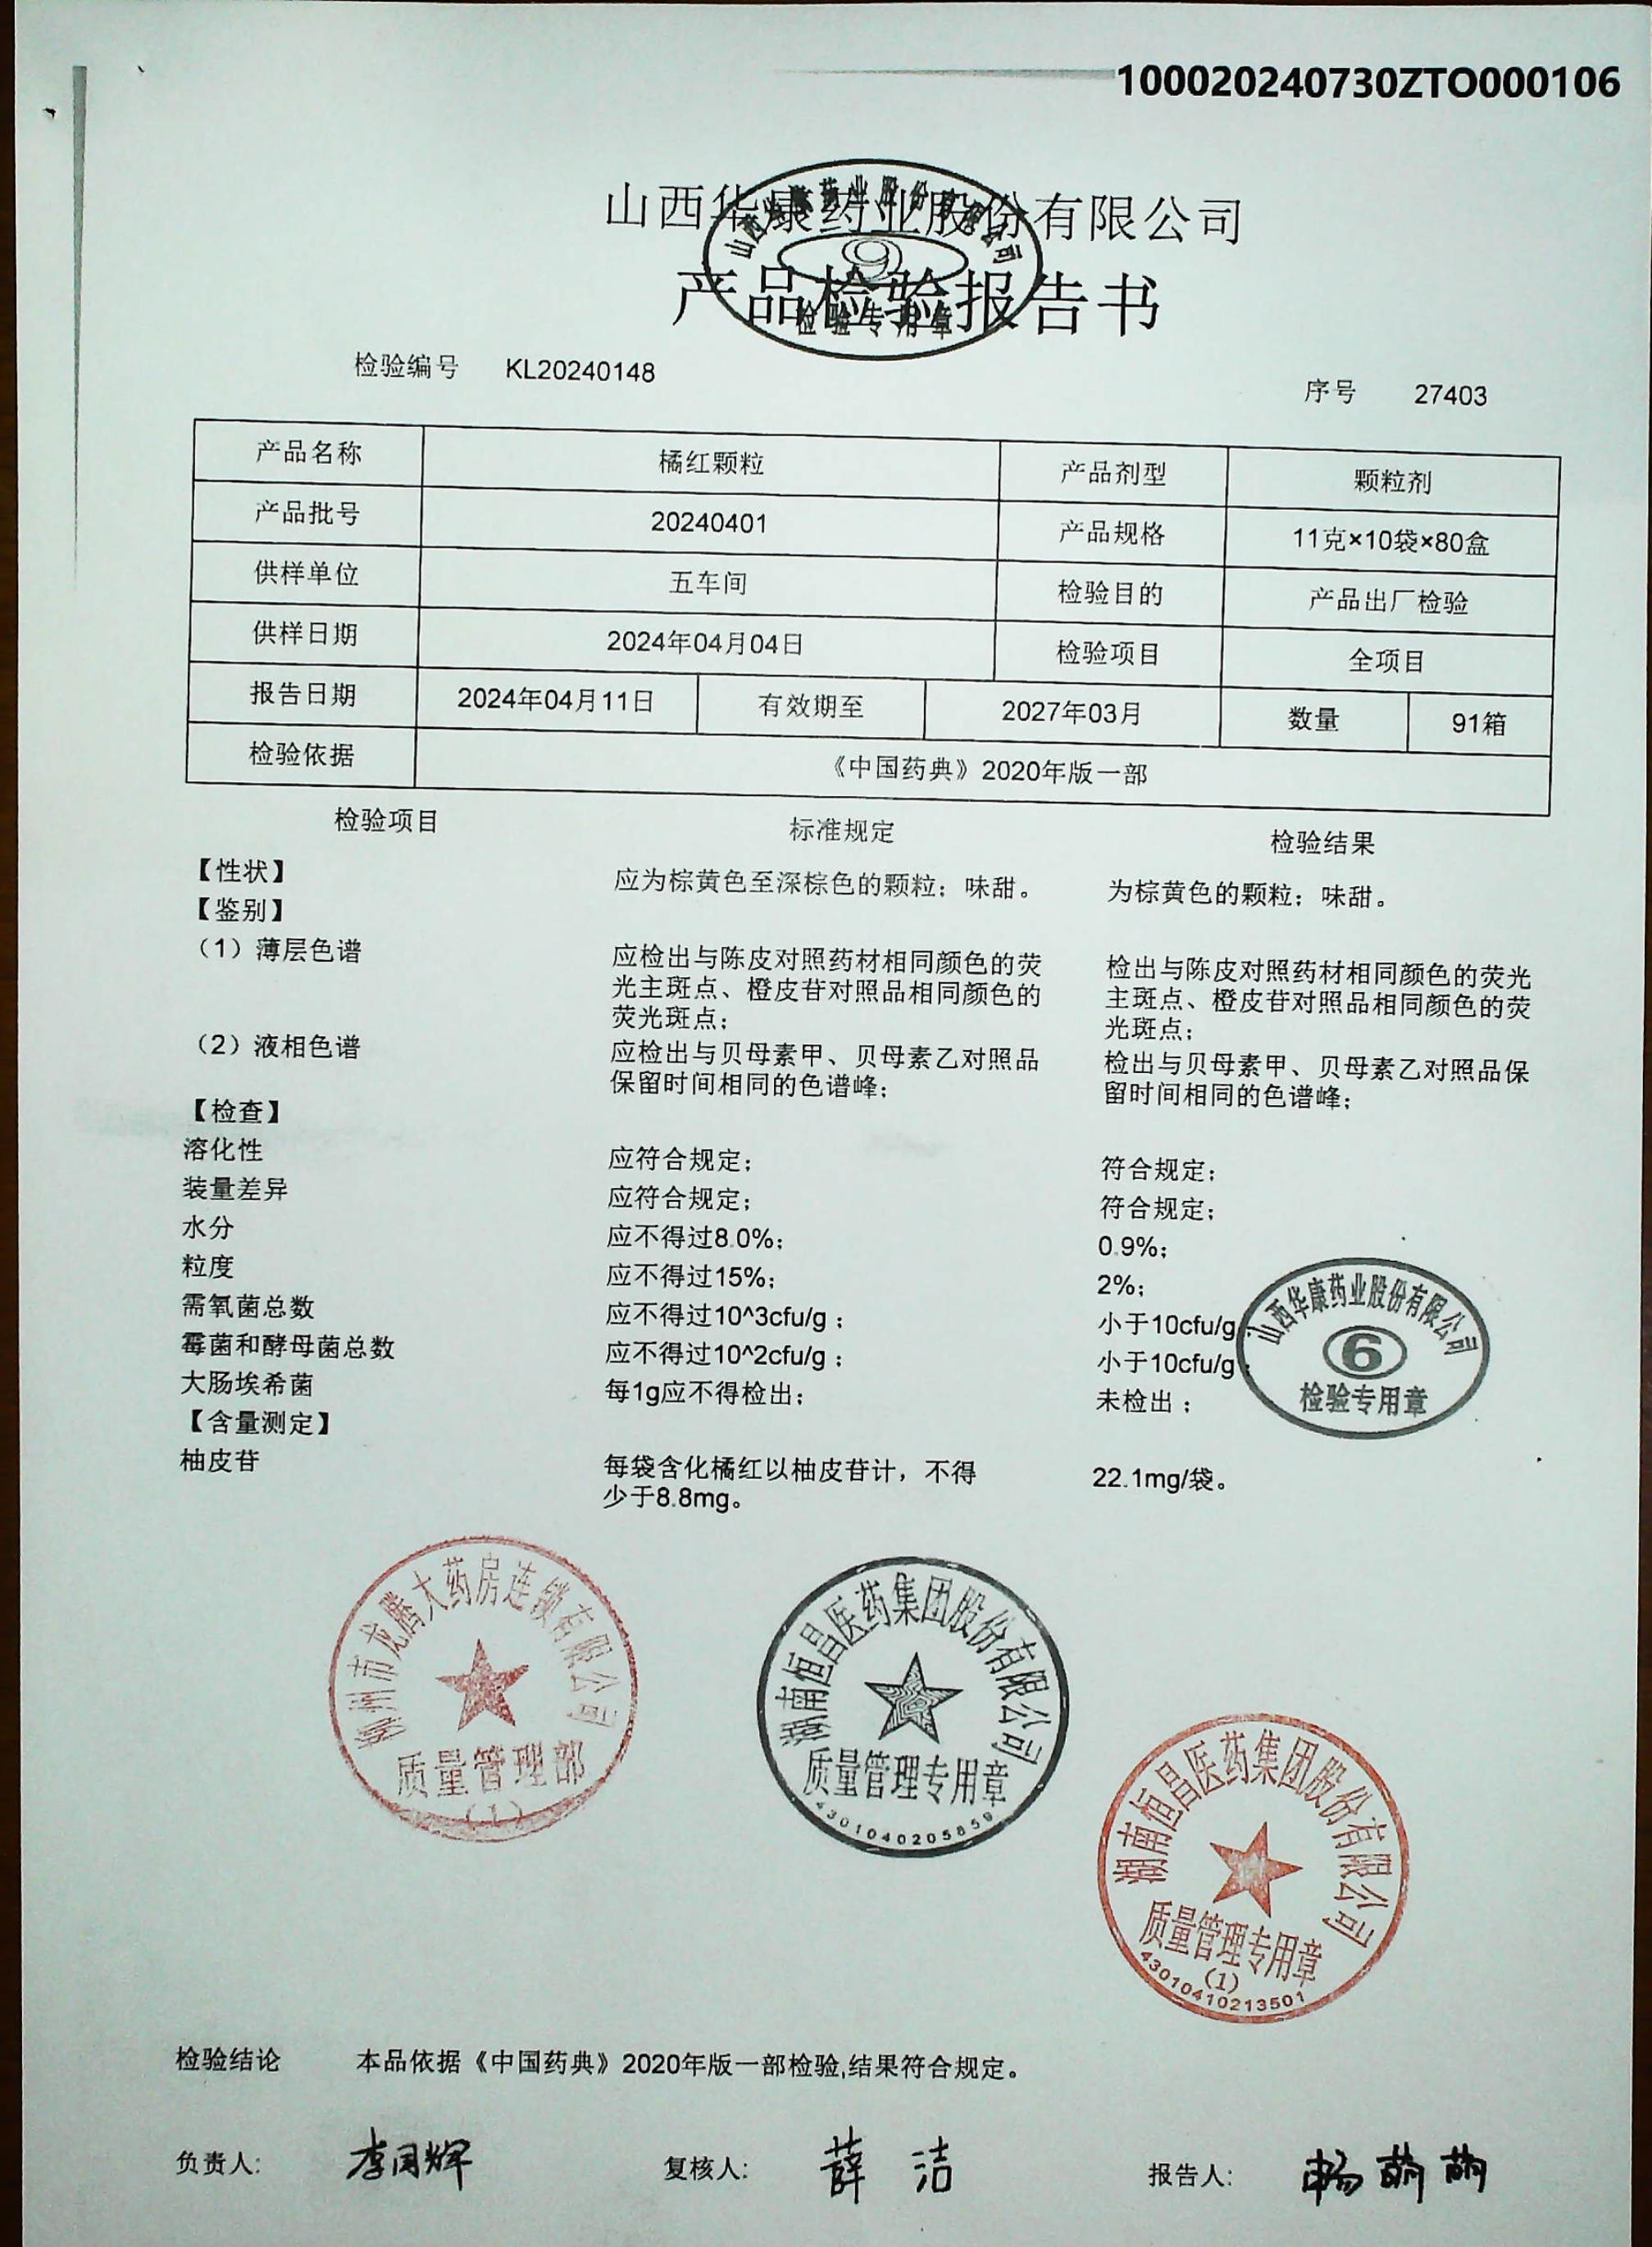 100020240730ZTO000106
山西华康药业股份有限公司
产品检验报告书
山西华康药业股份有限公司
9
检验专用章
检验编号 KL20240148
序号 27403
产品名称 橘红颗粒 产品剂型 颗粒剂
产品批号 20240401 产品规格 11克×10袋×80盒
供样单位 五车间 检验目的 产品出厂检验
供样日期 2024年04月04日 检验项目 全项目
报告日期 2024年04月11日 有效期至 2027年03月 数量 91箱
检验依据 《中国药典》2020年版一部
检验项目 标准规定 检验结果
【性状】 应为棕黄色至深棕色的颗粒；味甜。 为棕黄色的颗粒；味甜。
【鉴别】
（1）薄层色谱 应检出与陈皮对照药材相同颜色的荧 检出与陈皮对照药材相同颜色的荧光
光主斑点、橙皮苷对照品相同颜色的 主斑点、橙皮苷对照品相同颜色的荧
荧光斑点； 光斑点；
（2）液相色谱 应检出与贝母素甲、贝母素乙对照品 检出与贝母素甲、贝母素乙对照品保
保留时间相同的色谱峰； 留时间相同的色谱峰；
【检查】
溶化性 应符合规定； 符合规定；
装量差异 应符合规定； 符合规定；
水分 应不得过8.0%； 0.9%；
粒度 应不得过15%； 2%；
需氧菌总数 应不得过10^3cfu/g； 小于10cfu/g
霉菌和酵母菌总数 应不得过10^2cfu/g； 小于10cfu/g；
大肠埃希菌 每1g应不得检出； 未检出；
山西华康药业股份有限公司
6
检验专用章
【含量测定】
柚皮苷 每袋含化橘红以柚皮苷计，不得 22.1mg/袋。
少于8.8mg。
柳州市龙腾大药房连锁有限公司
质量管理部
（1）
湖南恒昌医药集团股份有限公司
质量管理专用章
4301040205859
湖南恒昌医药集团股份有限公司
质量管理专用章
（1）
43010410213501
检验结论 本品依据《中国药典》2020年版一部检验,结果符合规定。
负责人: 李国辉 复核人: 薛洁 报告人: 畅萌萌